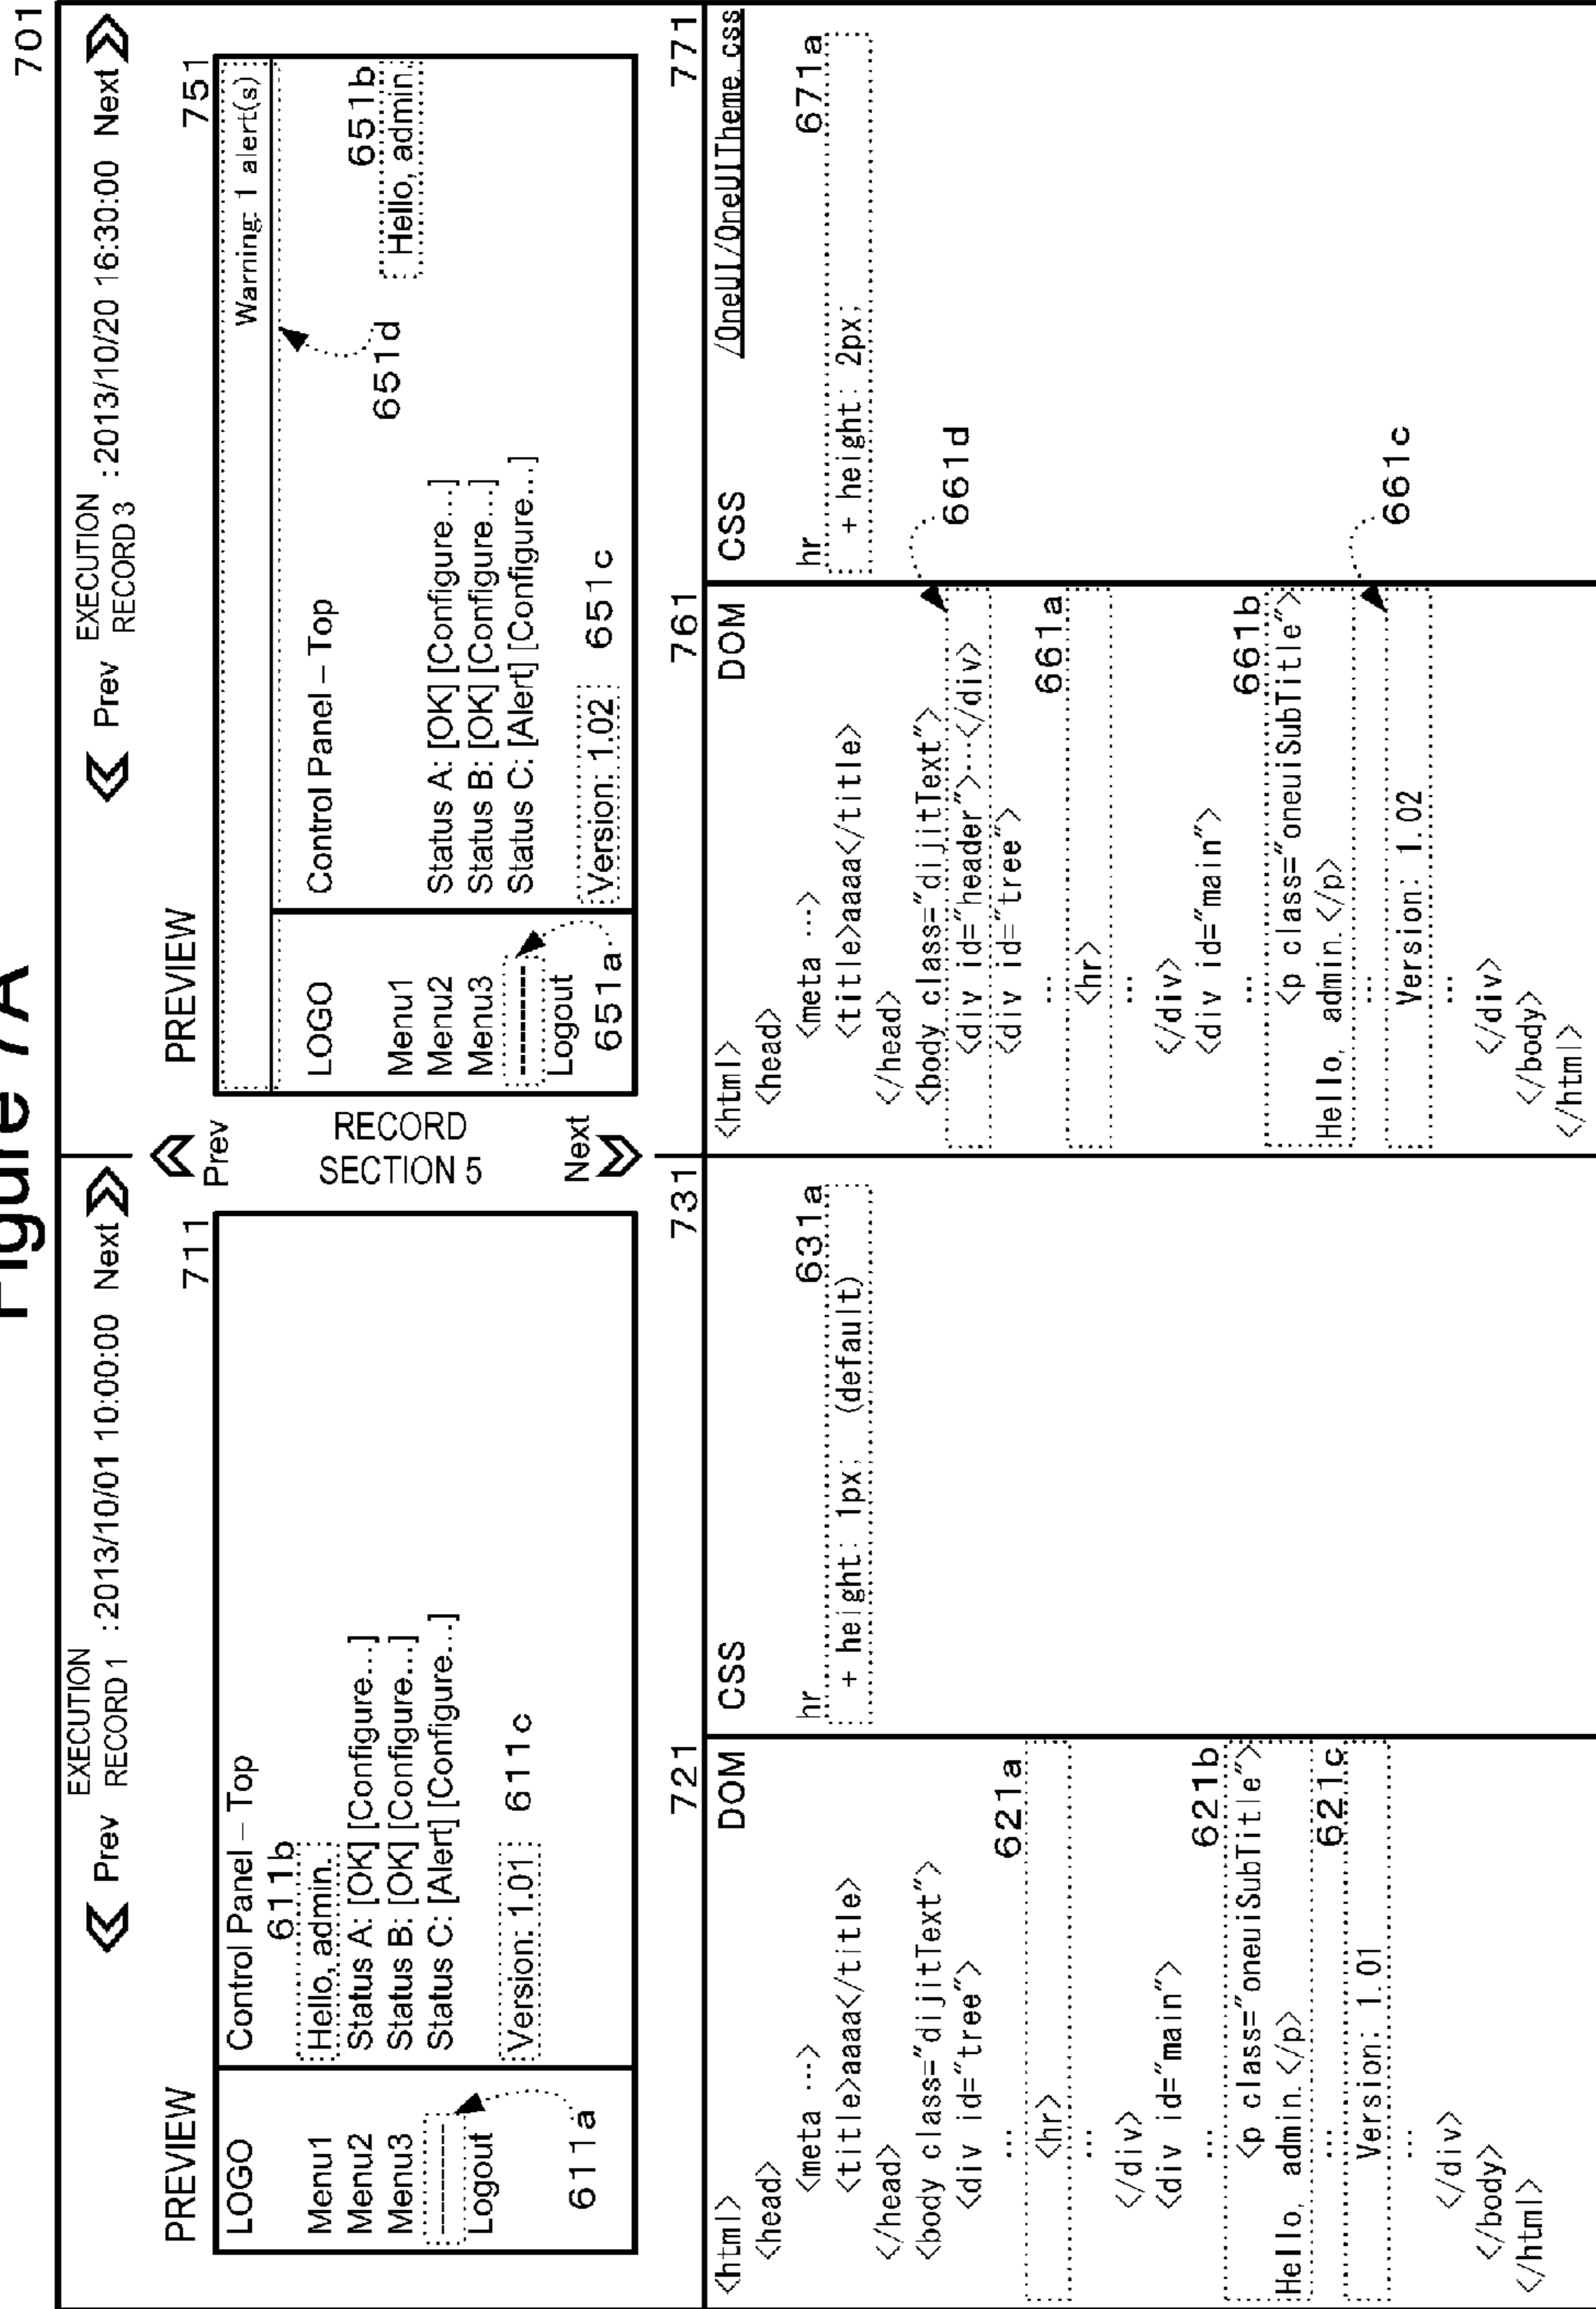 Figure 7A
701
EXECUTION
« Prev RECORD 1 :2013/10/01 10:00:00 Next »
PREVIEW
711
LOGO
Menu1
Menu2
Menu3
----------
Logout
611a
Control Panel – Top
611b
Hello, admin.
Status A: [OK] [Configure...]
Status B: [OK] [Configure...]
Status C: [Alert] [Configure...]
Version: 1.01 611c
Prev
RECORD
SECTION 5
Next
EXECUTION
« Prev RECORD 3 :2013/10/20 16:30:00 Next »
PREVIEW
751
Warning: 1 alert(s)
LOGO
Menu1
Menu2
Menu3
----------
Logout
651a
Control Panel – Top
651d
651b
Hello, admin.
Status A: [OK] [Configure...]
Status B: [OK] [Configure...]
Status C: [Alert] [Configure...]
Version: 1.02 651c
721
DOM
<html>
<head>
<meta ...>
<title>aaaa</title>
</head>
<body class="dijitText">
<div id="tree">
...
621a
<hr>
...
</div>
<div id="main">
...
621b
<p class="oneuiSubTitle">
Hello, admin.</p>
...
621c
Version: 1.01
...
</div>
</body>
</html>
731
CSS
hr
631a
+ height: 1px; (default)
761
DOM
<html>
<head>
<meta ...>
<title>aaaa</title>
</head>
<body class="dijitText">
<div id="header">...</div>
<div id="tree">
...
661a
<hr>
...
</div>
<div id="main">
...
661b
<p class="oneuiSubTitle">
Hello, admin.</p>
...
Version: 1.02
...
</div>
</body>
</html>
771
CSS
/OneUI/OneUITheme.css
hr
671a
+ height: 2px;
661d
661c